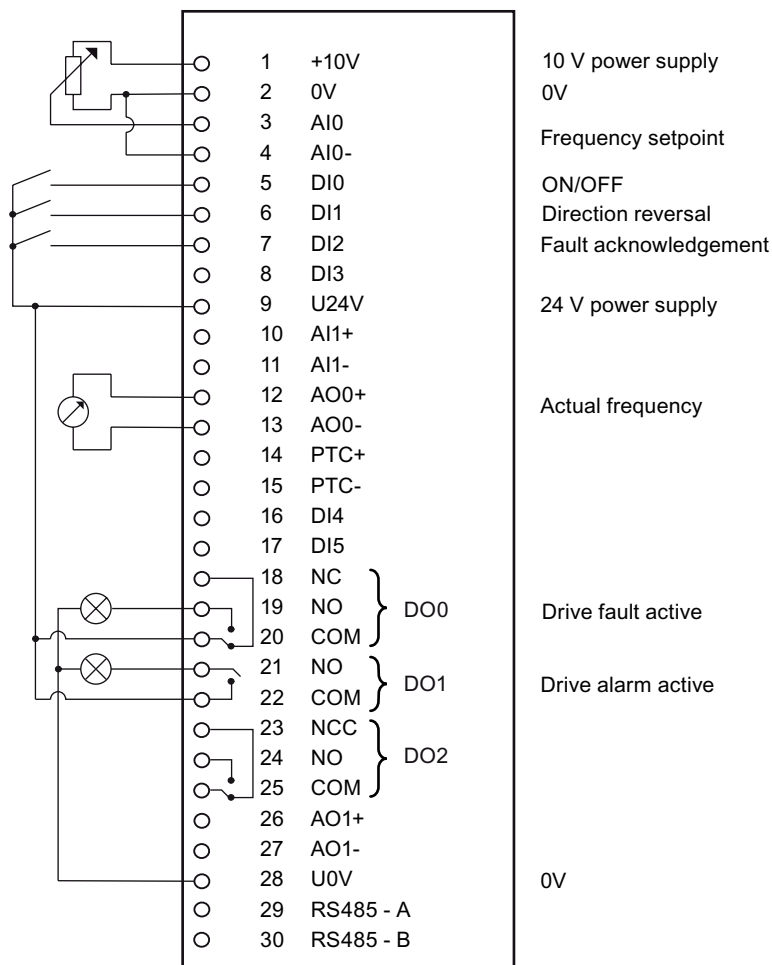 1 +10V 10 V power supply
2 0V 0V
3 AI0
Frequency setpoint
4 AI0-
5 DI0 ON/OFF
6 DI1 Direction reversal
7 DI2 Fault acknowledgement
8 DI3
9 U24V 24 V power supply
10 AI1+
11 AI1-
12 AO0+
Actual frequency
13 AO0-
14 PTC+
15 PTC-
16 DI4
17 DI5
18 NC
19 NO DO0 Drive fault active
20 COM
21 NO
DO1 Drive alarm active
22 COM
23 NCC
24 NO DO2
25 COM
26 AO1+
27 AO1-
28 U0V 0V
29 RS485 - A
30 RS485 - B